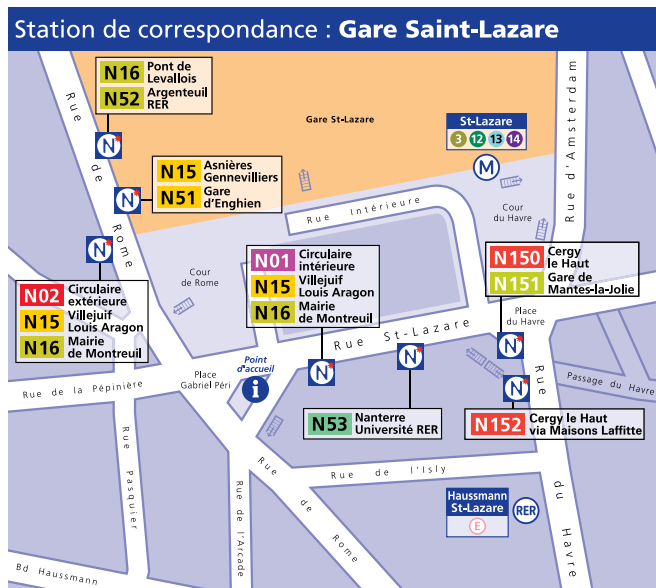 Station de correspondance : Gare Saint-Lazare
N16 Pont de
Levallois
N52 Argenteuil
RER
Gare St-Lazare
St-Lazare
3 12 13 14
M
Rue d'Amsterdam
Rue de Rome
N
N15 Asnières
Gennevilliers
N51 Gare
d'Enghien
N
Rue Intérieure
Cour
du Havre
N
Cour
de Rome
N02 Circulaire
extérieure
N15 Villejuif
Louis Aragon
N16 Mairie
de Montreuil
N01 Circulaire
intérieure
N15 Villejuif
Louis Aragon
N16 Mairie
de Montreuil
N150 Cergy
le Haut
N151 Gare de
Mantes-la-Jolie
Place
du Havre
Rue St-Lazare
N
N
N
N
Point
d'accueil
i
Place
Gabriel Péri
Rue de la Pépinière
Passage du Havre
N53 Nanterre
Université RER
N152 Cergy le Haut
via Maisons Laffitte
Rue Pasquier
Rue de l'Arcade
Rue de Rome
Rue de l'Isly
Rue du Havre
Haussmann
St-Lazare
E
RER
Bd Haussmann